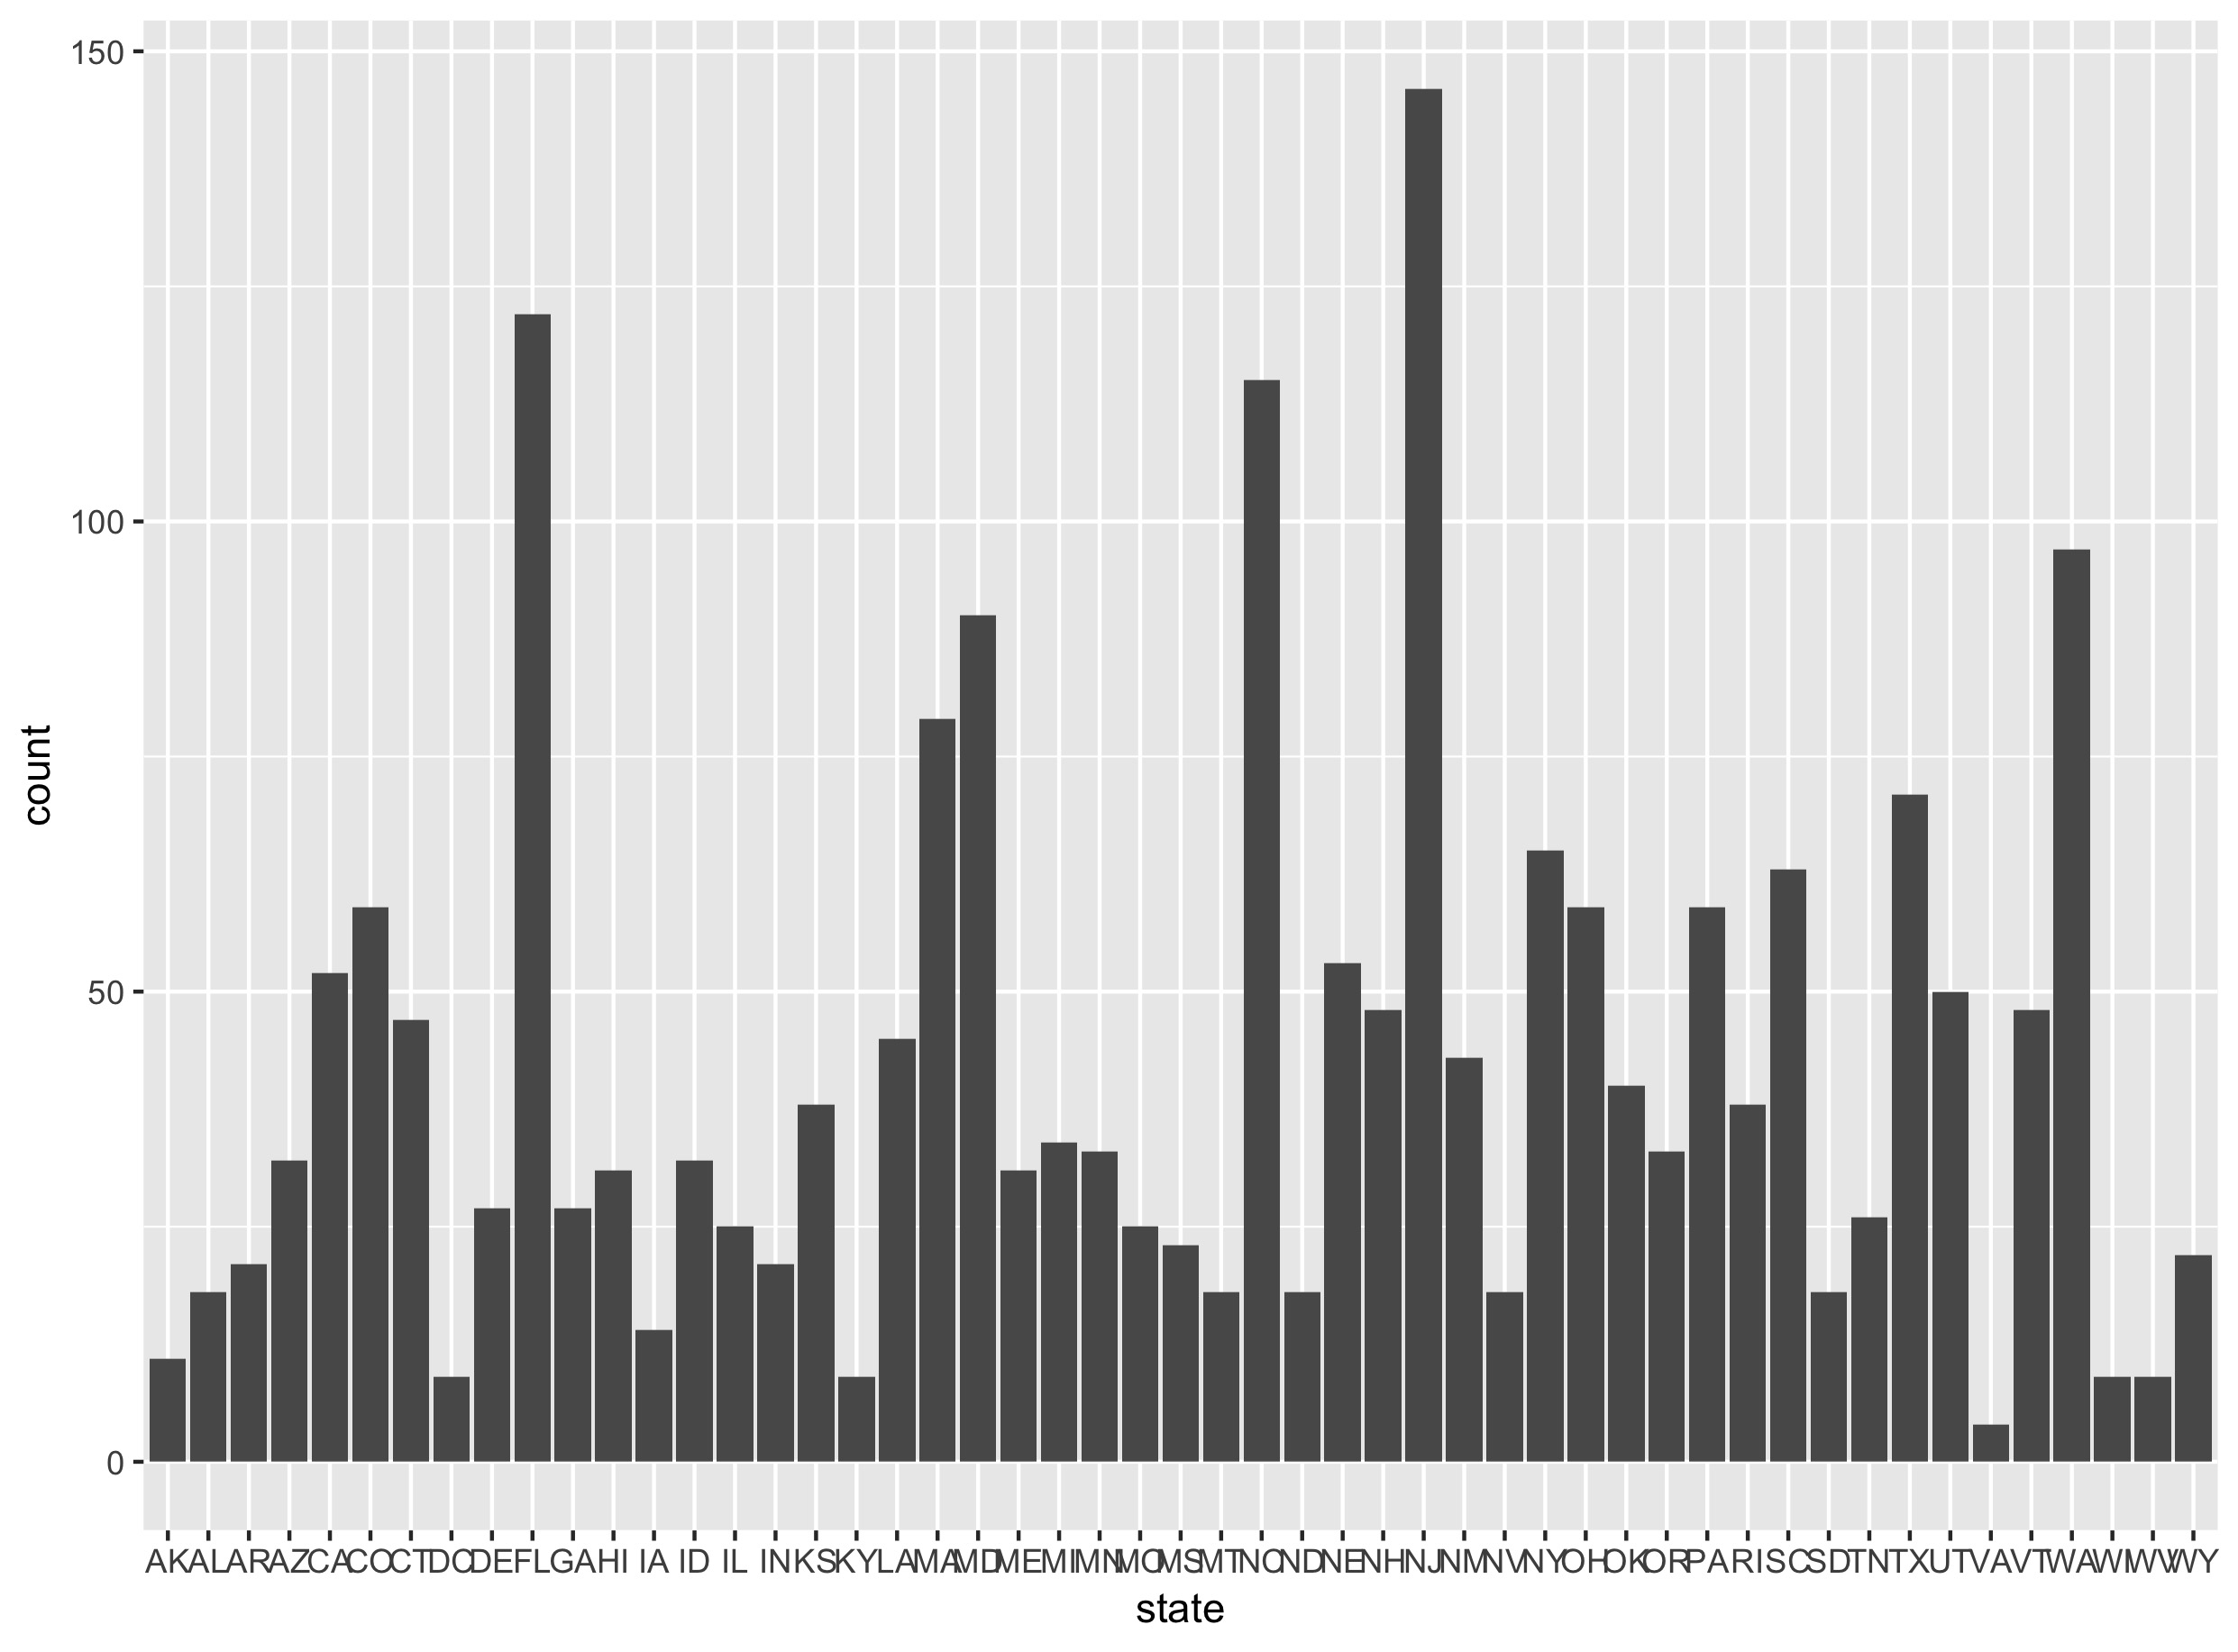 150
100
50
0
count
AK AL AR AZ CA CO CT DC DE FL GA HI IA ID IL IN KS KY LA MA MD ME MI MN MO MS MT NC ND NE NH NJ NM NV NY OH OK OR PA RI SC SD TN TX UT VA VT WA WI WV WY
state